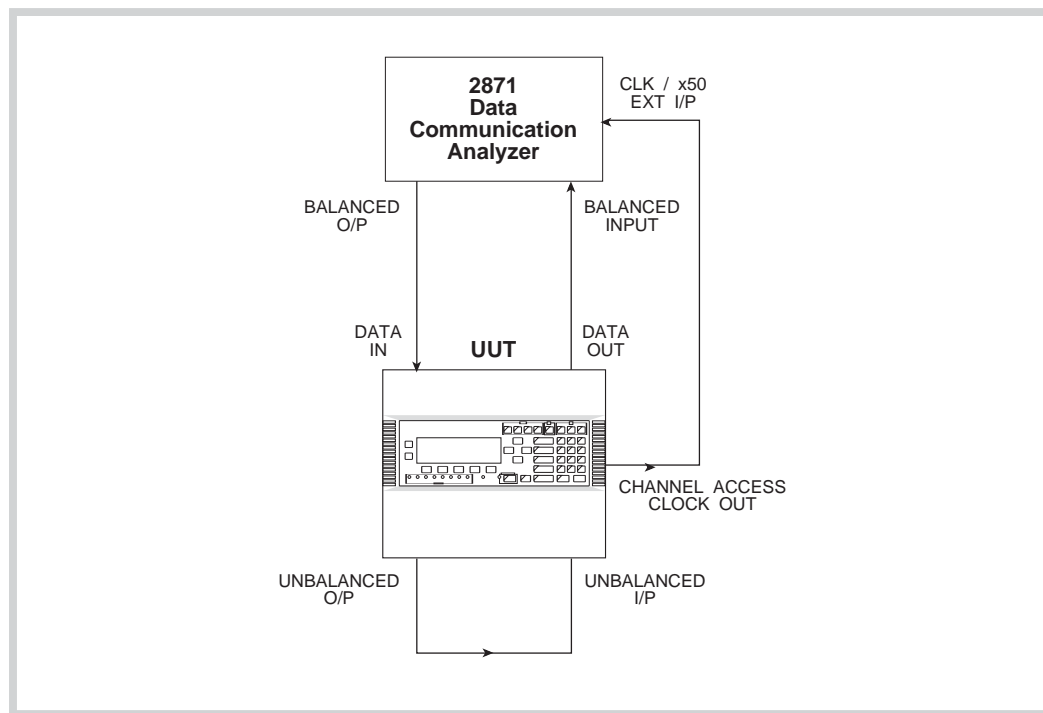 2871
Data
Communication
Analyzer
CLK / x50
EXT I/P
BALANCED
O/P
BALANCED
INPUT
DATA
IN
UUT
DATA
OUT
CHANNEL ACCESS
CLOCK OUT
UNBALANCED
O/P
UNBALANCED
I/P